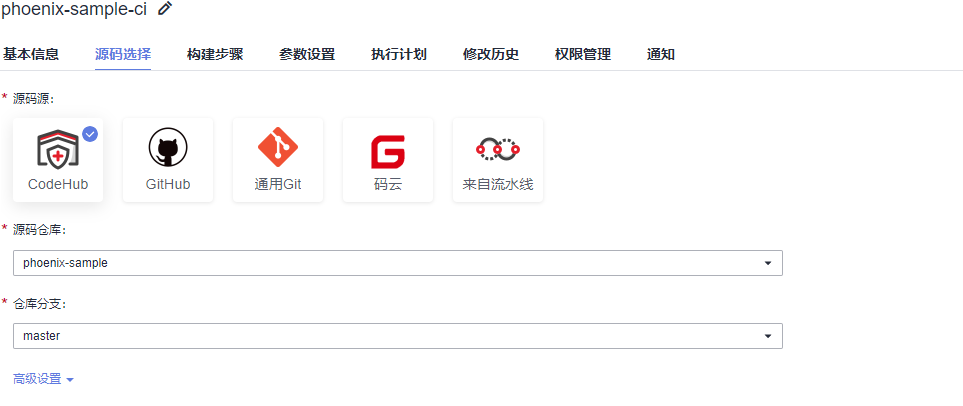 phoenix-sample-ci
基本信息 源码选择 构建步骤 参数设置 执行计划 修改历史 权限管理 通知
* 源码源：
CodeHub GitHub 通用Git 码云 来自流水线
* 源码仓库：
phoenix-sample
* 仓库分支：
master
高级设置